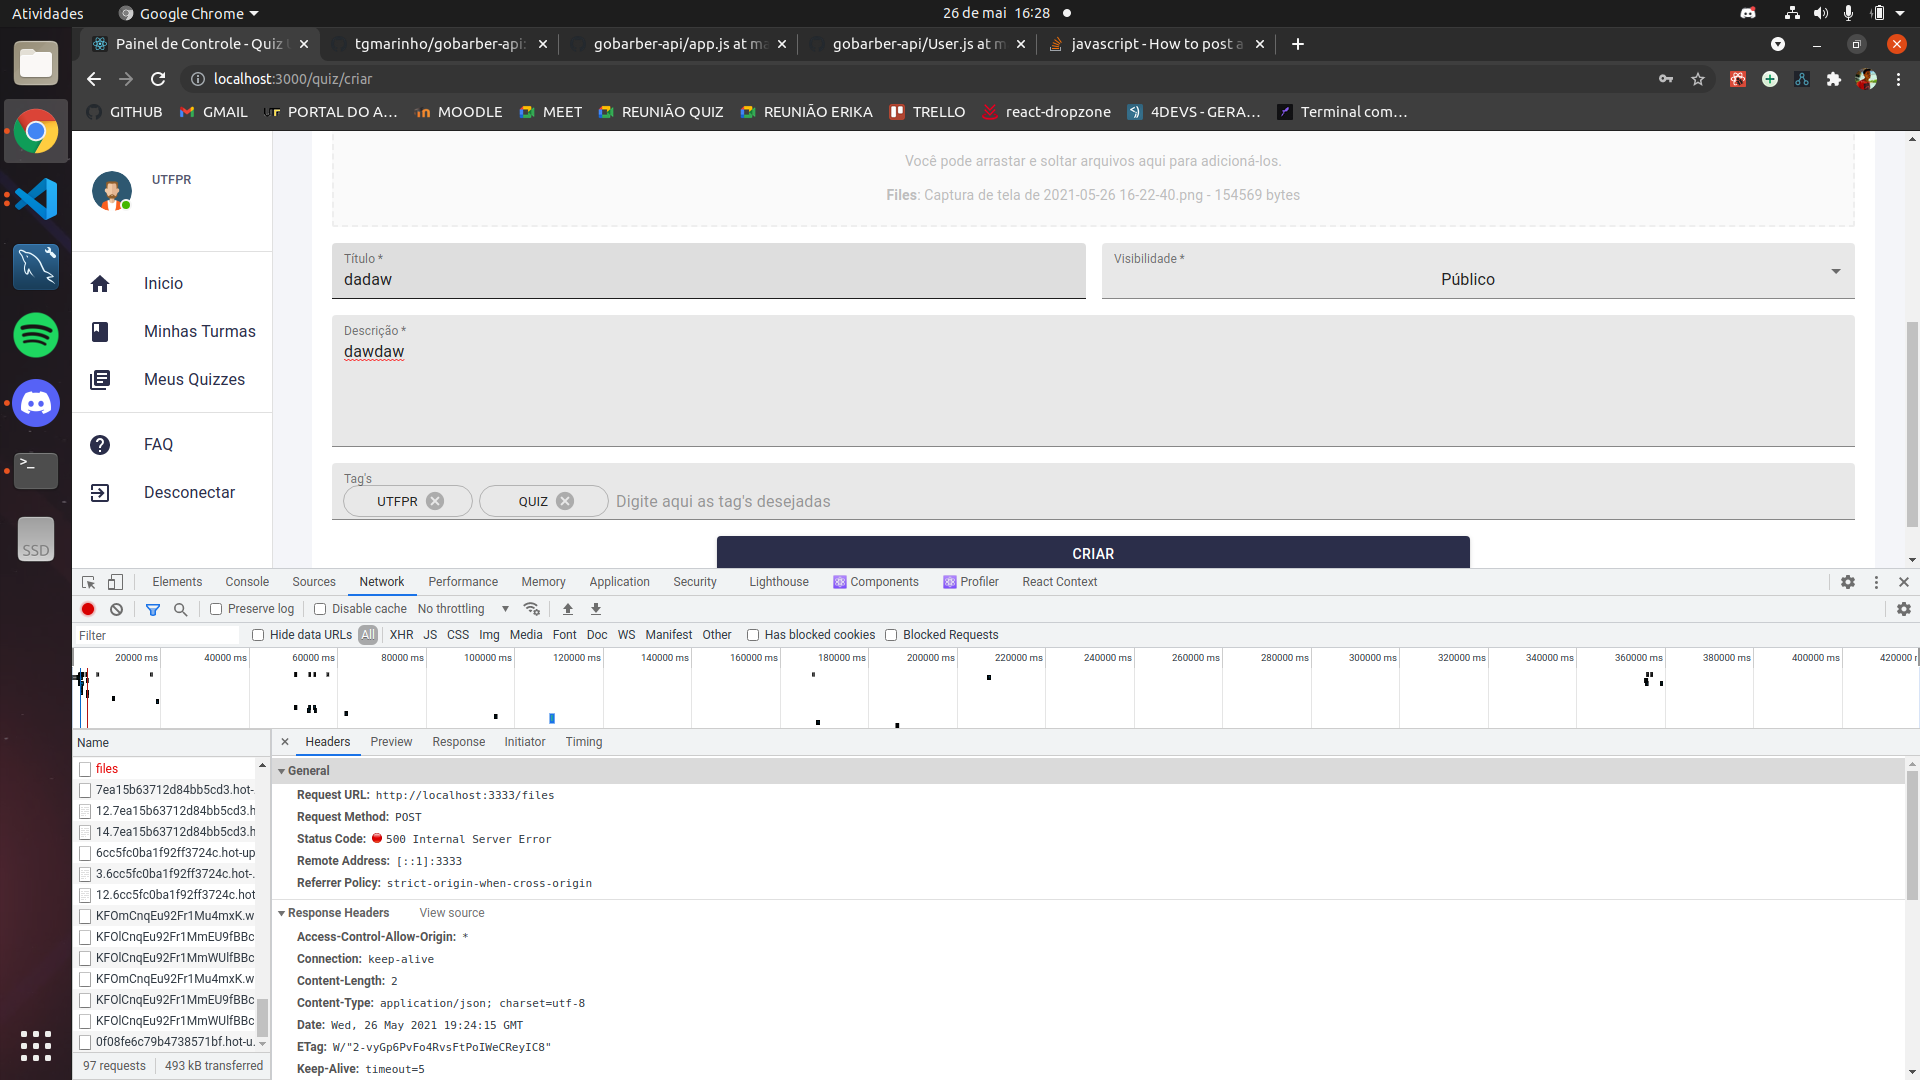 Atividades
Google Chrome
26 de mai 16:28
Painel de Controle - Quiz U
tgmarinho/gobarber-api:
gobarber-api/app.js at ma
gobarber-api/User.js at m
javascript - How to post a
localhost:3000/quiz/criar
GITHUB
GMAIL
PORTAL DO A...
MOODLE
MEET
REUNIÃO QUIZ
REUNIÃO ERIKA
TRELLO
react-dropzone
4DEVS - GERA...
Terminal com...
UTFPR
Inicio
Minhas Turmas
Meus Quizzes
FAQ
Desconectar
SSD
Você pode arrastar e soltar arquivos aqui para adicioná-los.
Files: Captura de tela de 2021-05-26 16-22-40.png - 154569 bytes
Título *
dadaw
Visibilidade *
Público
Descrição *
dawdaw
Tag's
UTFPR
QUIZ
Digite aqui as tag's desejadas
CRIAR
Elements
Console
Sources
Network
Performance
Memory
Application
Security
Lighthouse
Components
Profiler
React Context
Preserve log
Disable cache
No throttling
Filter
Hide data URLs
All
XHR
JS
CSS
Img
Media
Font
Doc
WS
Manifest
Other
Has blocked cookies
Blocked Requests
20000 ms
40000 ms
60000 ms
80000 ms
100000 ms
120000 ms
140000 ms
160000 ms
180000 ms
200000 ms
220000 ms
240000 ms
260000 ms
280000 ms
300000 ms
320000 ms
340000 ms
360000 ms
380000 ms
400000 ms
420000 r
Name
files
7ea15b63712d84bb5cd3.hot-.
12.7ea15b63712d84bb5cd3.h
14.7ea15b63712d84bb5cd3.h
6cc5fc0ba1f92ff3724c.hot-up
3.6cc5fc0ba1f92ff3724c.hot-.
12.6cc5fc0ba1f92ff3724c.hot
KFOmCnqEu92Fr1Mu4mxK.w
KFOlCnqEu92Fr1MmEU9fBBc
KFOlCnqEu92Fr1MmWUlfBBc
KFOmCnqEu92Fr1Mu4mxK.w
KFOlCnqEu92Fr1MmEU9fBBc
KFOlCnqEu92Fr1MmWUlfBBc
0f08fe6c79b4738571bf.hot-u.
97 requests
493 kB transferred
Headers
Preview
Response
Initiator
Timing
General
Request URL: http://localhost:3333/files
Request Method: POST
Status Code: 500 Internal Server Error
Remote Address: [::1]:3333
Referrer Policy: strict-origin-when-cross-origin
Response Headers
View source
Access-Control-Allow-Origin: *
Connection: keep-alive
Content-Length: 2
Content-Type: application/json; charset=utf-8
Date: Wed, 26 May 2021 19:24:15 GMT
ETag: W/"2-vyGp6PvFo4RvsFtPoIWeCReyIC8"
Keep-Alive: timeout=5